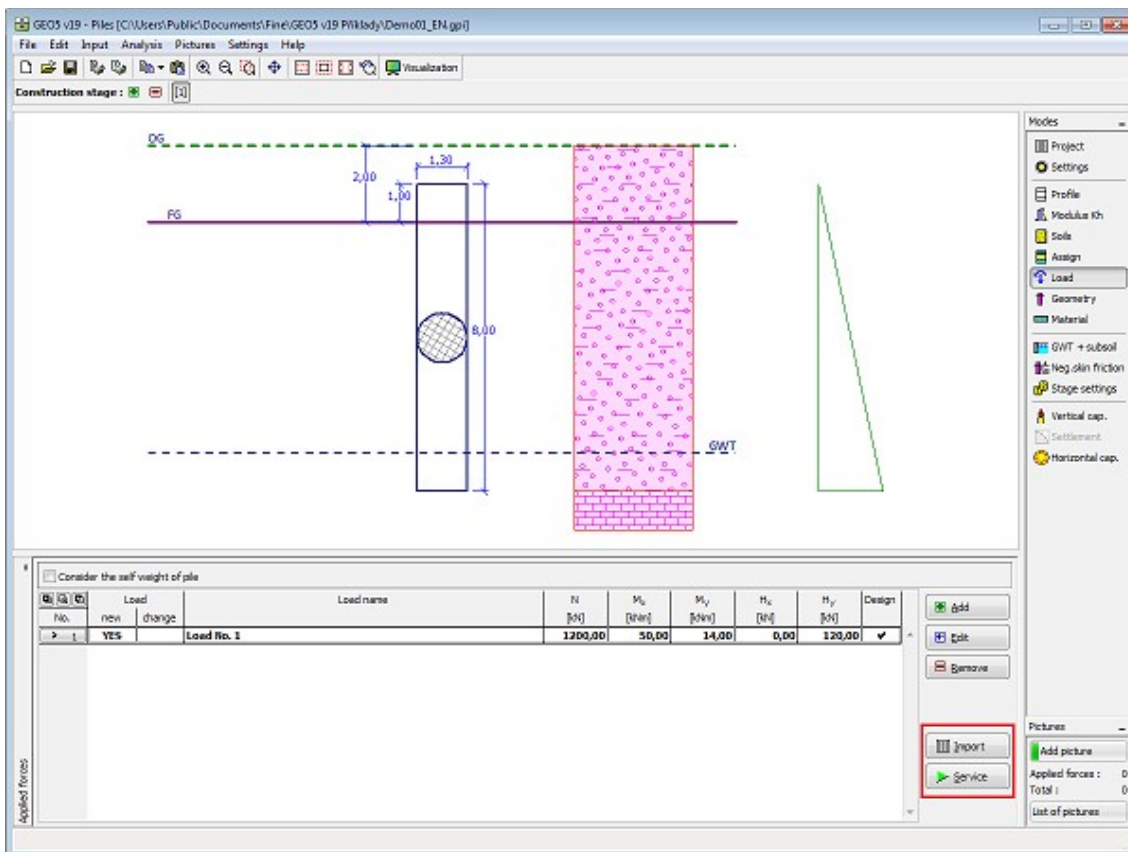 GEO5 v19 - Piles [C:\Users\Public\Documents\Fine\GEO5 v19 Příklady\Demo01_EN.gpi]
File Edit Input Analysis Pictures Settings Help
Visualization
Construction stage : [1]
OG
1,30
2,00
1,00
FG
8,00
GWT
Modes
Project
Settings
Profile
Modulus Kh
Soils
Assign
Load
Geometry
Material
GWT + subsoil
Neg.skin friction
Stage settings
Vertical cap.
Settlement
Horizontal cap.
Consider the self weight of pile
Load Load name N Mx My Hx Hy Design
No. new change [kN] [kNm] [kNm] [kN] [kN]
> 1 YES Load No. 1 1200,00 50,00 14,00 0,00 120,00
Add
Edit
Remove
Import
Service
Applied forces
Pictures
Add picture
Applied forces : 0
Total : 0
List of pictures